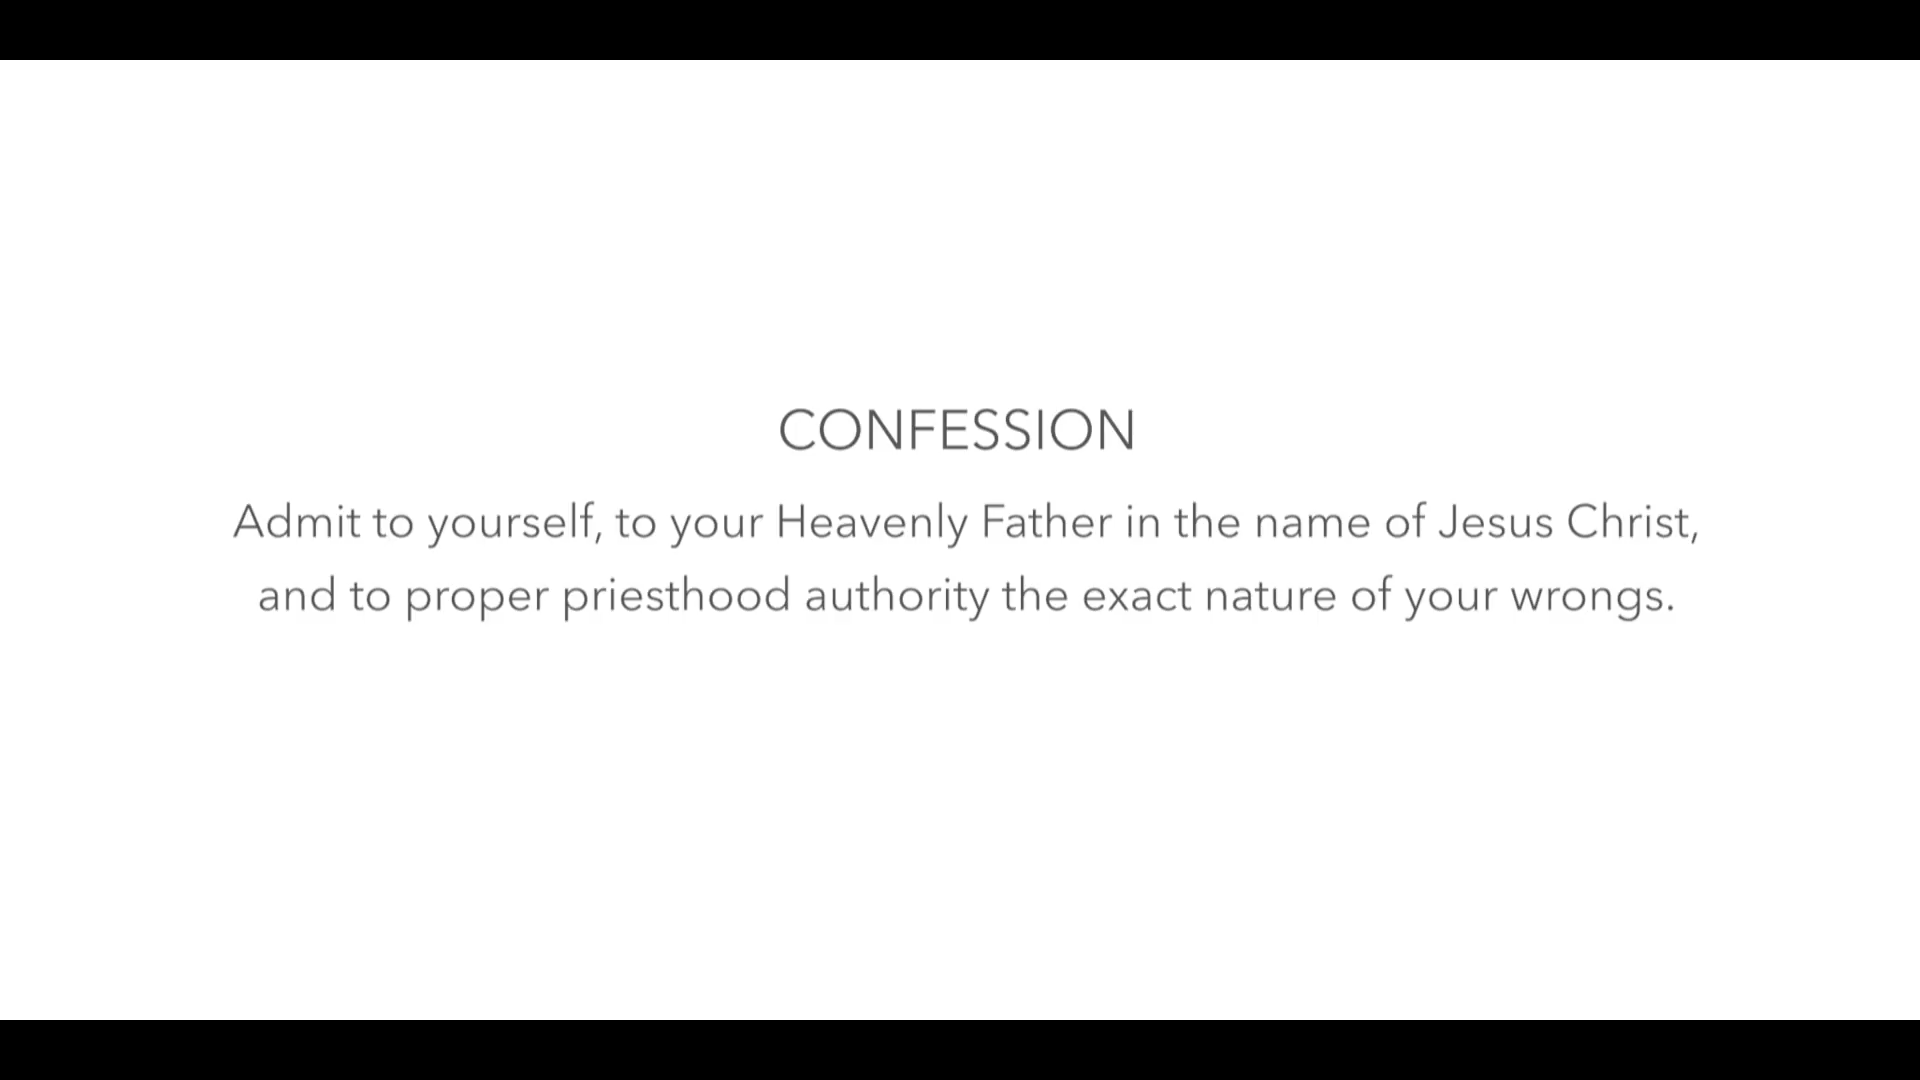 CONFESSION
Admit to yourself, to your Heavenly Father in the name of Jesus Christ,
and to proper priesthood authority the exact nature of your wrongs.